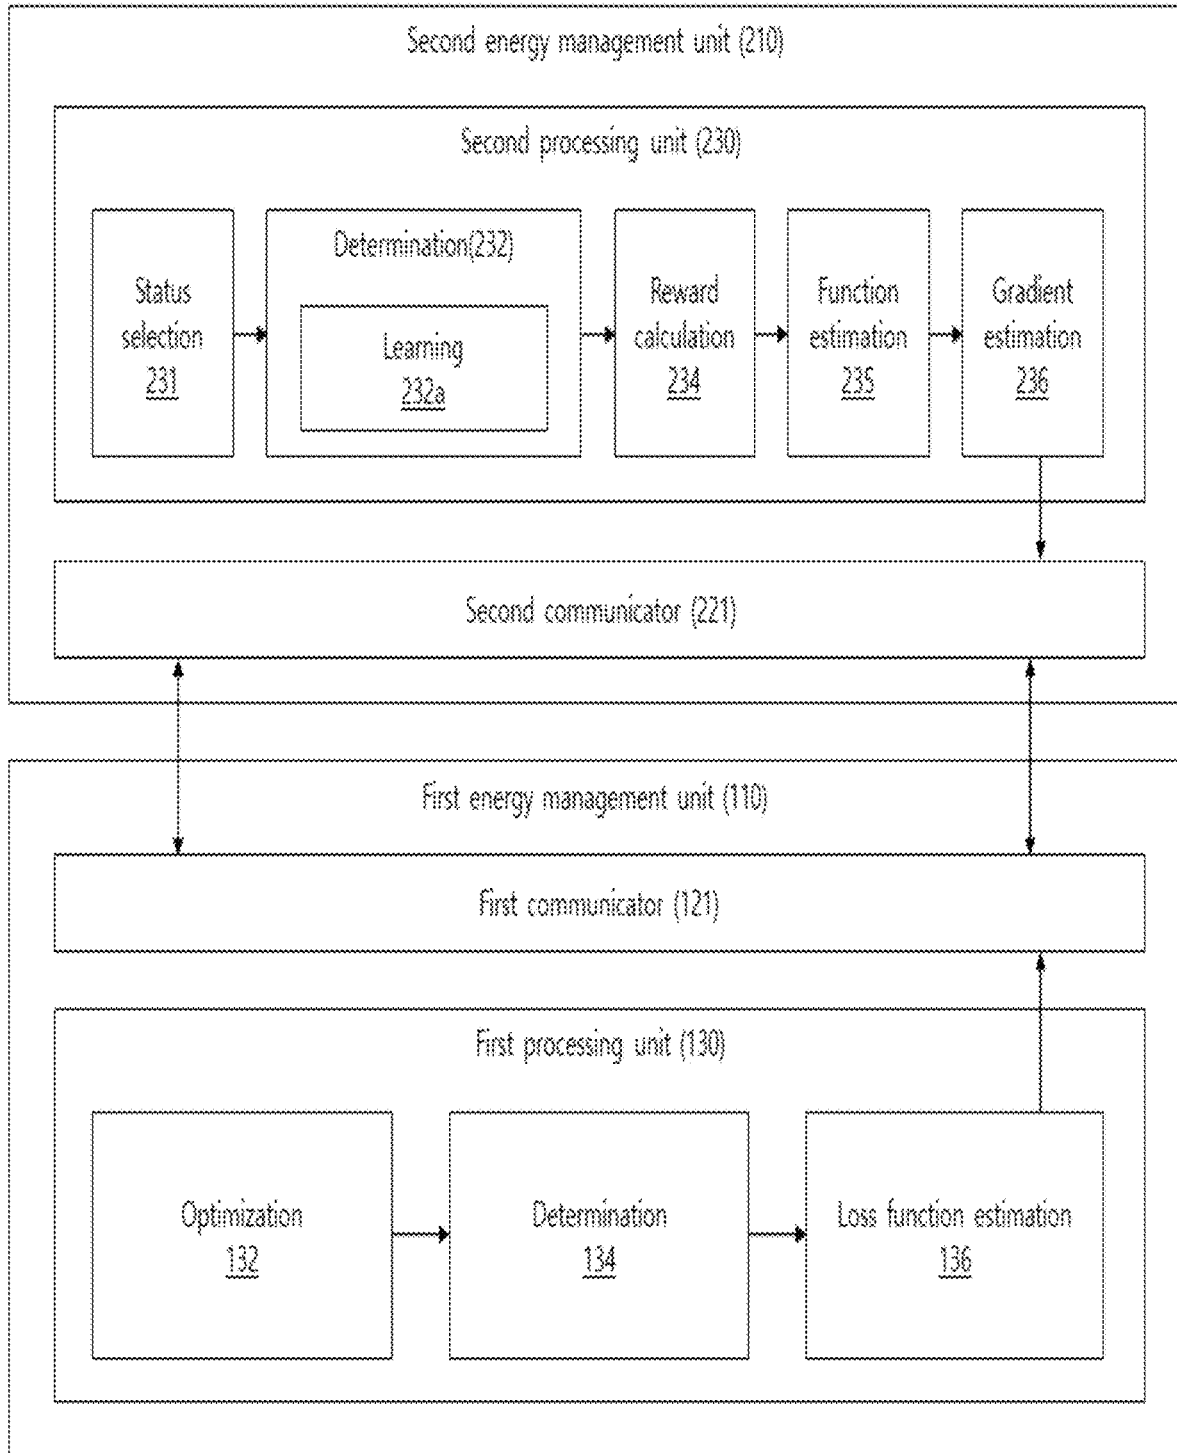 Second energy management unit (210)
Second processing unit (230)
Status
selection
231
Determination(232)
Learning
232a
Reward
calculation
234
Function
estimation
235
Gradient
estimation
236
Second communicator (221)
First energy management unit (110)
First communicator (121)
First processing unit (130)
Optimization
132
Determination
134
Loss function estimation
136